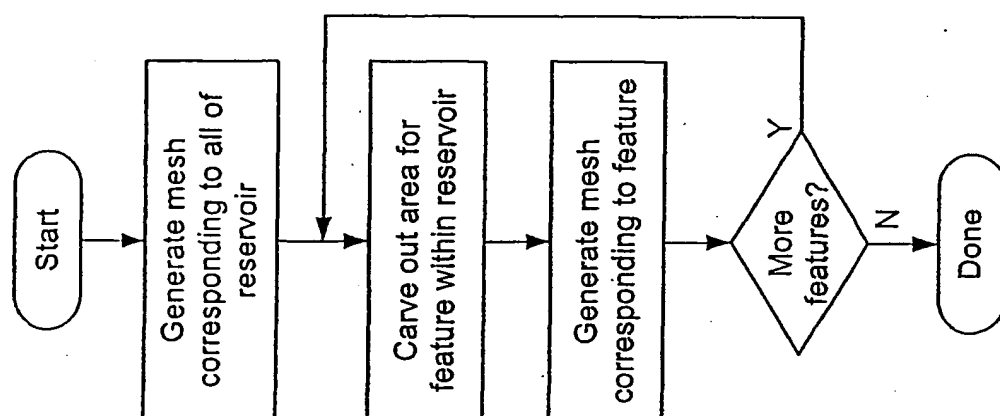 Start
Generate mesh
corresponding to all of
reservoir
Carve out area for
feature within reservoir
Generate mesh
corresponding to feature
More
features?
Y
N
Done